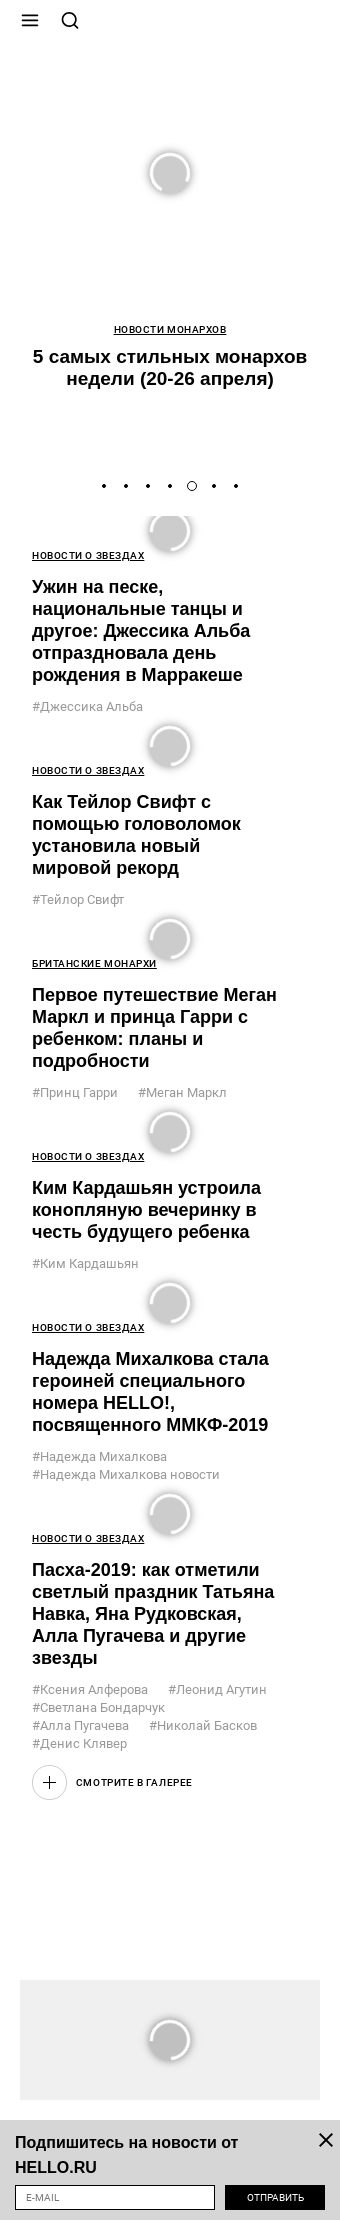 НОВОСТИ МОНАРХОВ
5 самых стильных монархов
недели (20-26 апреля)
НОВОСТИ О ЗВЕЗДАХ
Ужин на песке,
национальные танцы и
другое: Джессика Альба
отпраздновала день
рождения в Марракеше
#Джессика Альба
НОВОСТИ О ЗВЕЗДАХ
Как Тейлор Свифт с
помощью головоломок
установила новый
мировой рекорд
#Тейлор Свифт
БРИТАНСКИЕ МОНАРХИ
Первое путешествие Меган
Маркл и принца Гарри с
ребенком: планы и
подробности
#Принц Гарри #Меган Маркл
НОВОСТИ О ЗВЕЗДАХ
Ким Кардашьян устроила
конопляную вечеринку в
честь будущего ребенка
#Ким Кардашьян
НОВОСТИ О ЗВЕЗДАХ
Надежда Михалкова стала
героиней специального
номера HELLO!,
посвященного ММКФ-2019
#Надежда Михалкова
#Надежда Михалкова новости
НОВОСТИ О ЗВЕЗДАХ
Пасха-2019: как отметили
светлый праздник Татьяна
Навка, Яна Рудковская,
Алла Пугачева и другие
звезды
#Ксения Алферова #Леонид Агутин
#Светлана Бондарчук
#Алла Пугачева #Николай Басков
#Денис Клявер
СМОТРИТЕ В ГАЛЕРЕЕ
Подпишитесь на новости от
HELLO.RU
E-MAIL ОТПРАВИТЬ